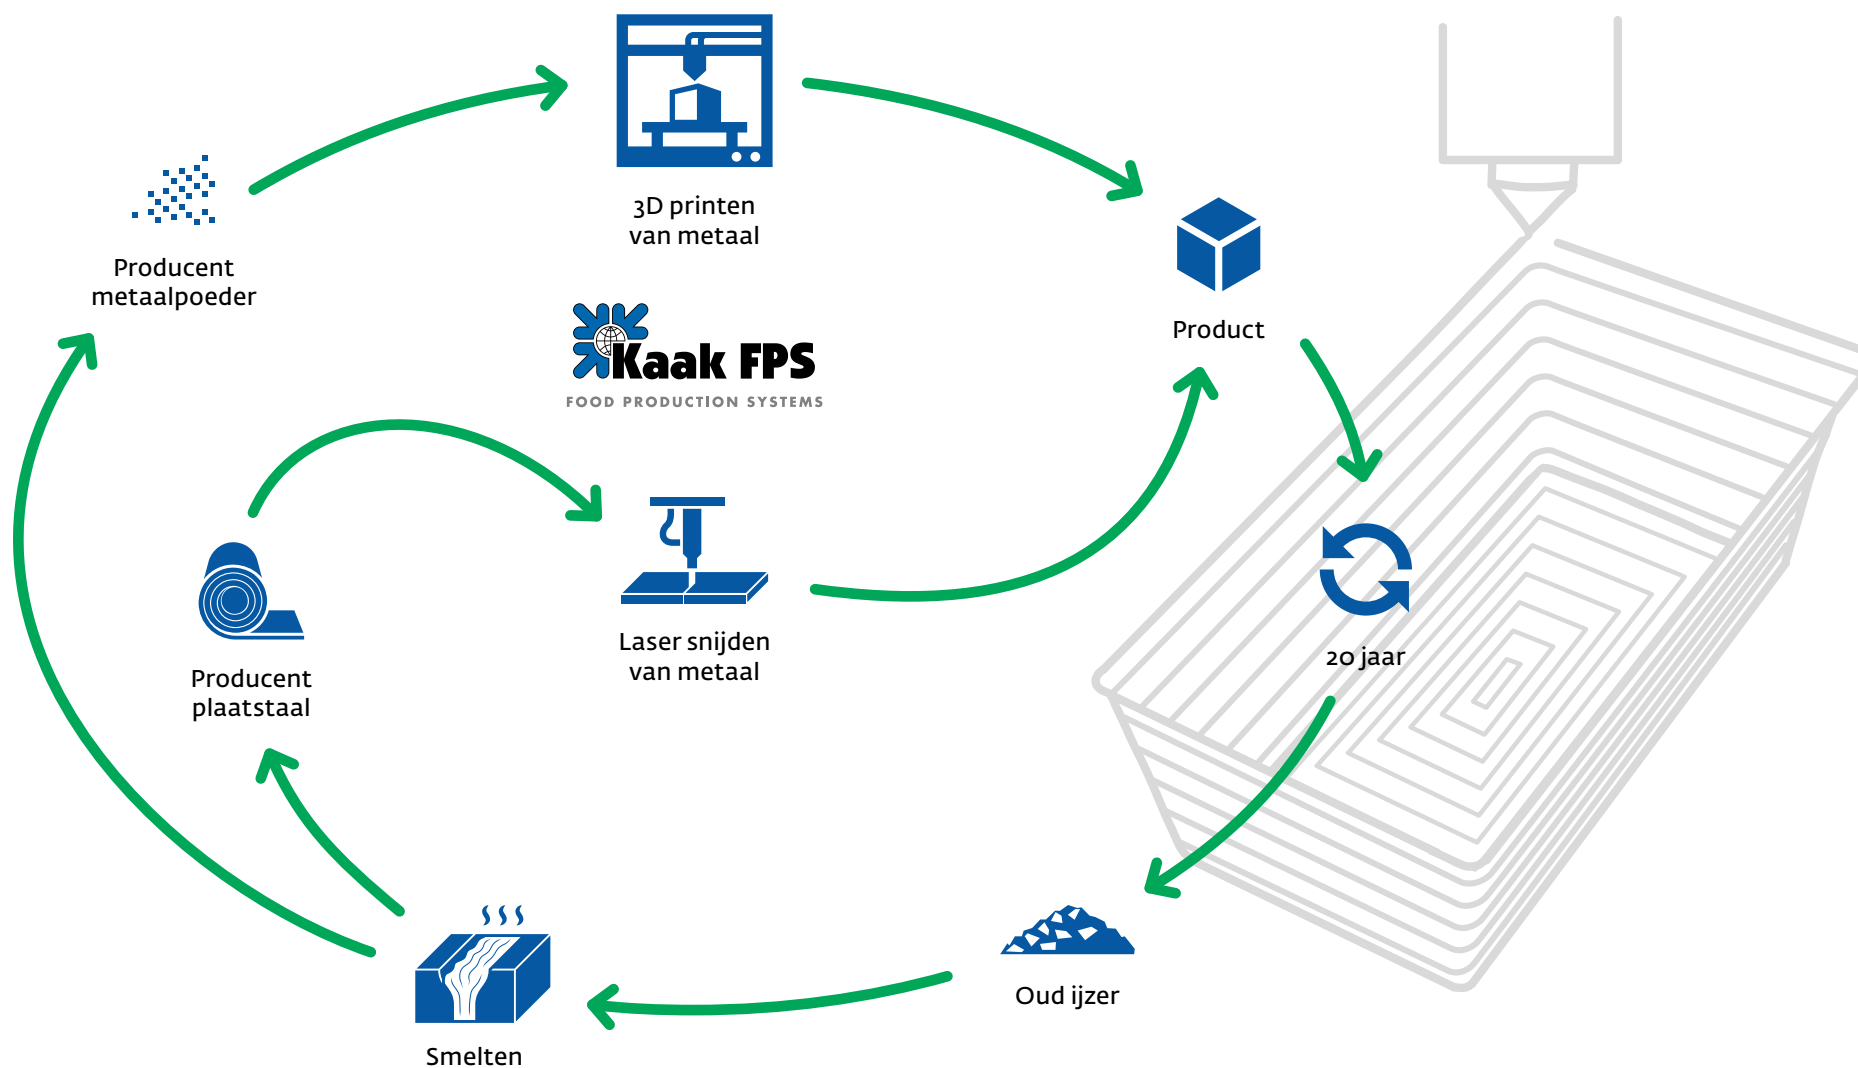 3D printen
van metaal
Producent
metaalpoeder
Kaak FPS
FOOD PRODUCTION SYSTEMS
Product
Laser snijden
van metaal
Producent
plaatstaal
20 jaar
Oud ijzer
Smelten